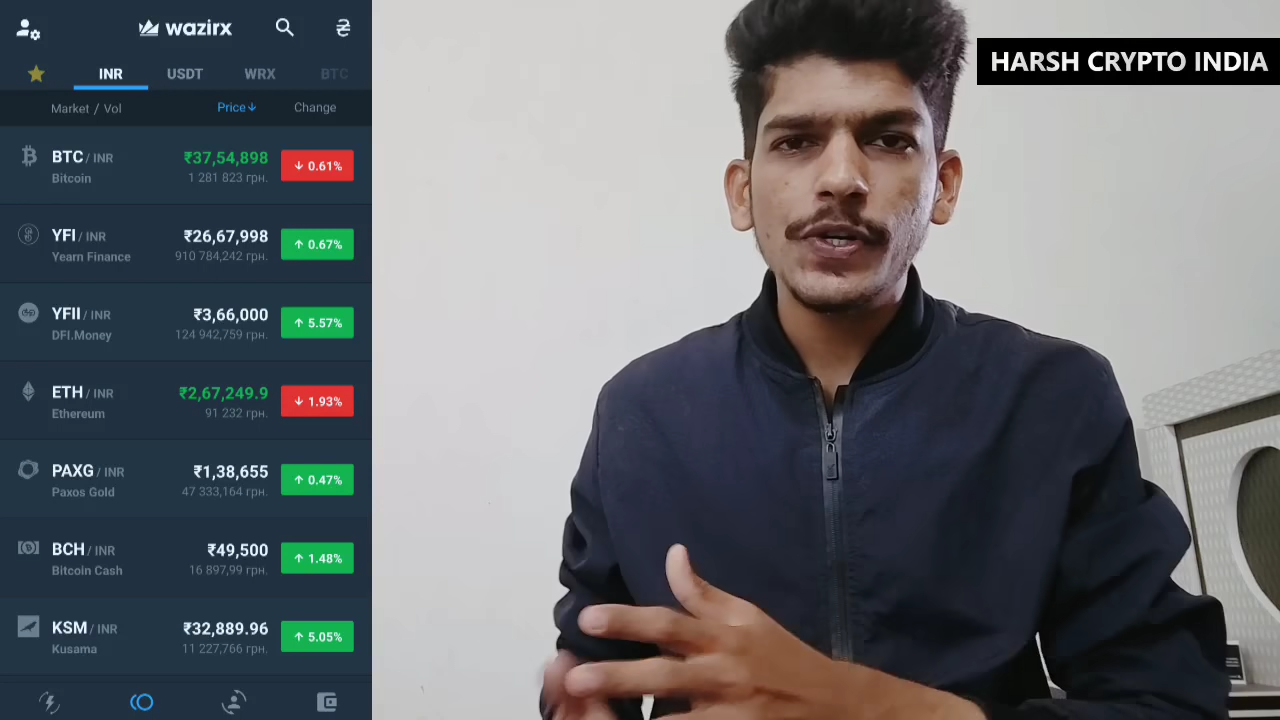 wazirx
₴
INR USDT WRX BTC
Market / Vol Price↓ Change
BTC / INR ₹37,54,898 ↓ 0.61%
Bitcoin 1 281 823 грн.
YFI / INR ₹26,67,998 ↑ 0.67%
Yearn Finance 910 784,242 грн.
YFII / INR ₹3,66,000 ↑ 5.57%
DFI.Money 124 942,759 грн.
ETH / INR ₹2,67,249.9 ↓ 1.93%
Ethereum 91 232 грн.
PAXG / INR ₹1,38,655 ↑ 0.47%
Paxos Gold 47 333,164 грн.
BCH / INR ₹49,500 ↑ 1.48%
Bitcoin Cash 16 897,99 грн.
KSM / INR ₹32,889.96 ↑ 5.05%
Kusama 11 227,766 грн.
HARSH CRYPTO INDIA